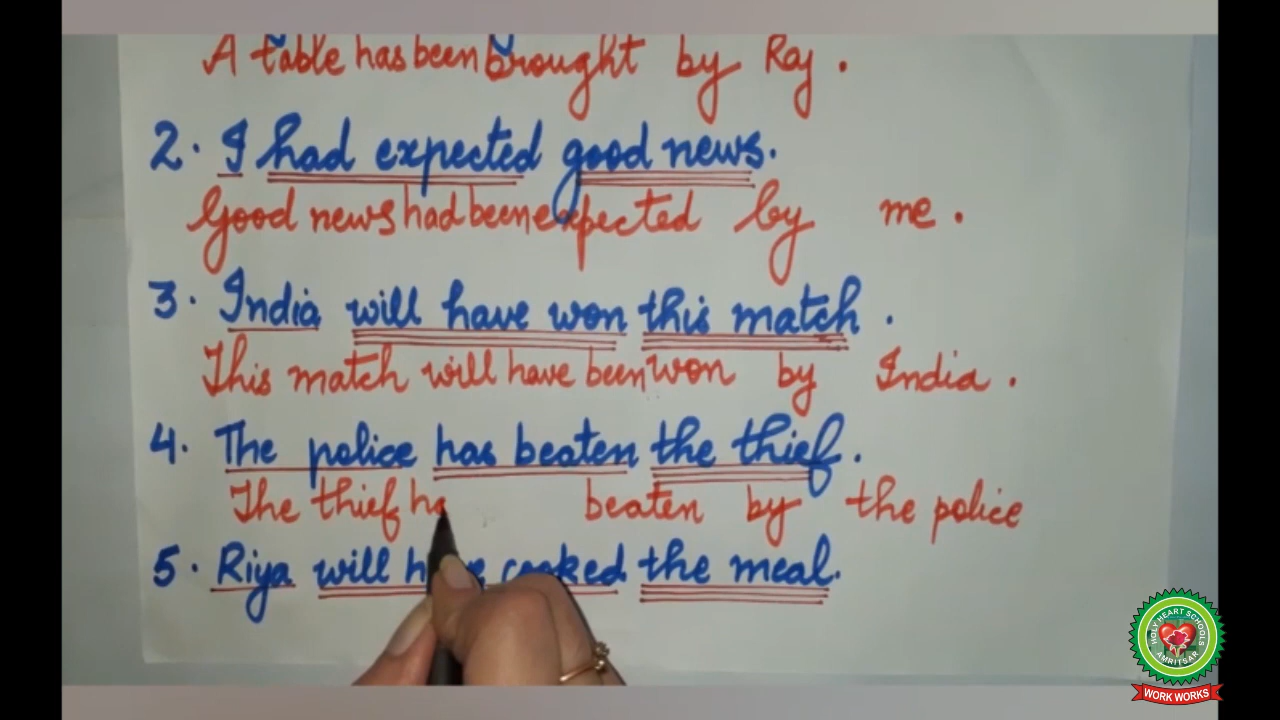 A table has been brought by Raj.
2. I had expected good news.
Good news had been expected by me.
3. India will have won this match.
This match will have been won by India.
4. The police has beaten the thief.
The thief ha beaten by the police
5. Riya will cooked the meal.
HOLY HEART SCHOOLS
AMRITSAR
WORK WORKS